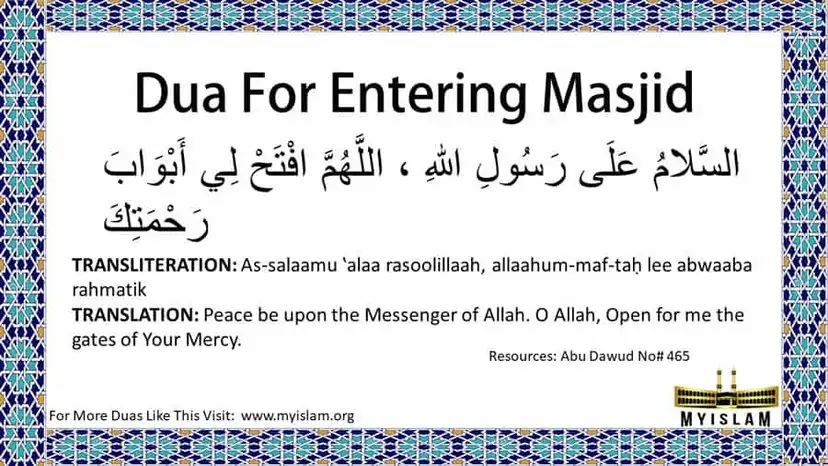 Dua For Entering Masjid
السَّلَامُ عَلَى رَسُولِ اللهِ ، اللَّهُمَّ افْتَحْ لِي أَبْوَابَ
رَحْمَتِكَ
TRANSLITERATION: As-salaamu ‘alaa rasoolillaah, allaahum-maf-taḥ lee abwaaba
rahmatik
TRANSLATION: Peace be upon the Messenger of Allah. O Allah, Open for me the
gates of Your Mercy.
Resources: Abu Dawud No# 465
For More Duas Like This Visit: www.myislam.org
MYISLAM